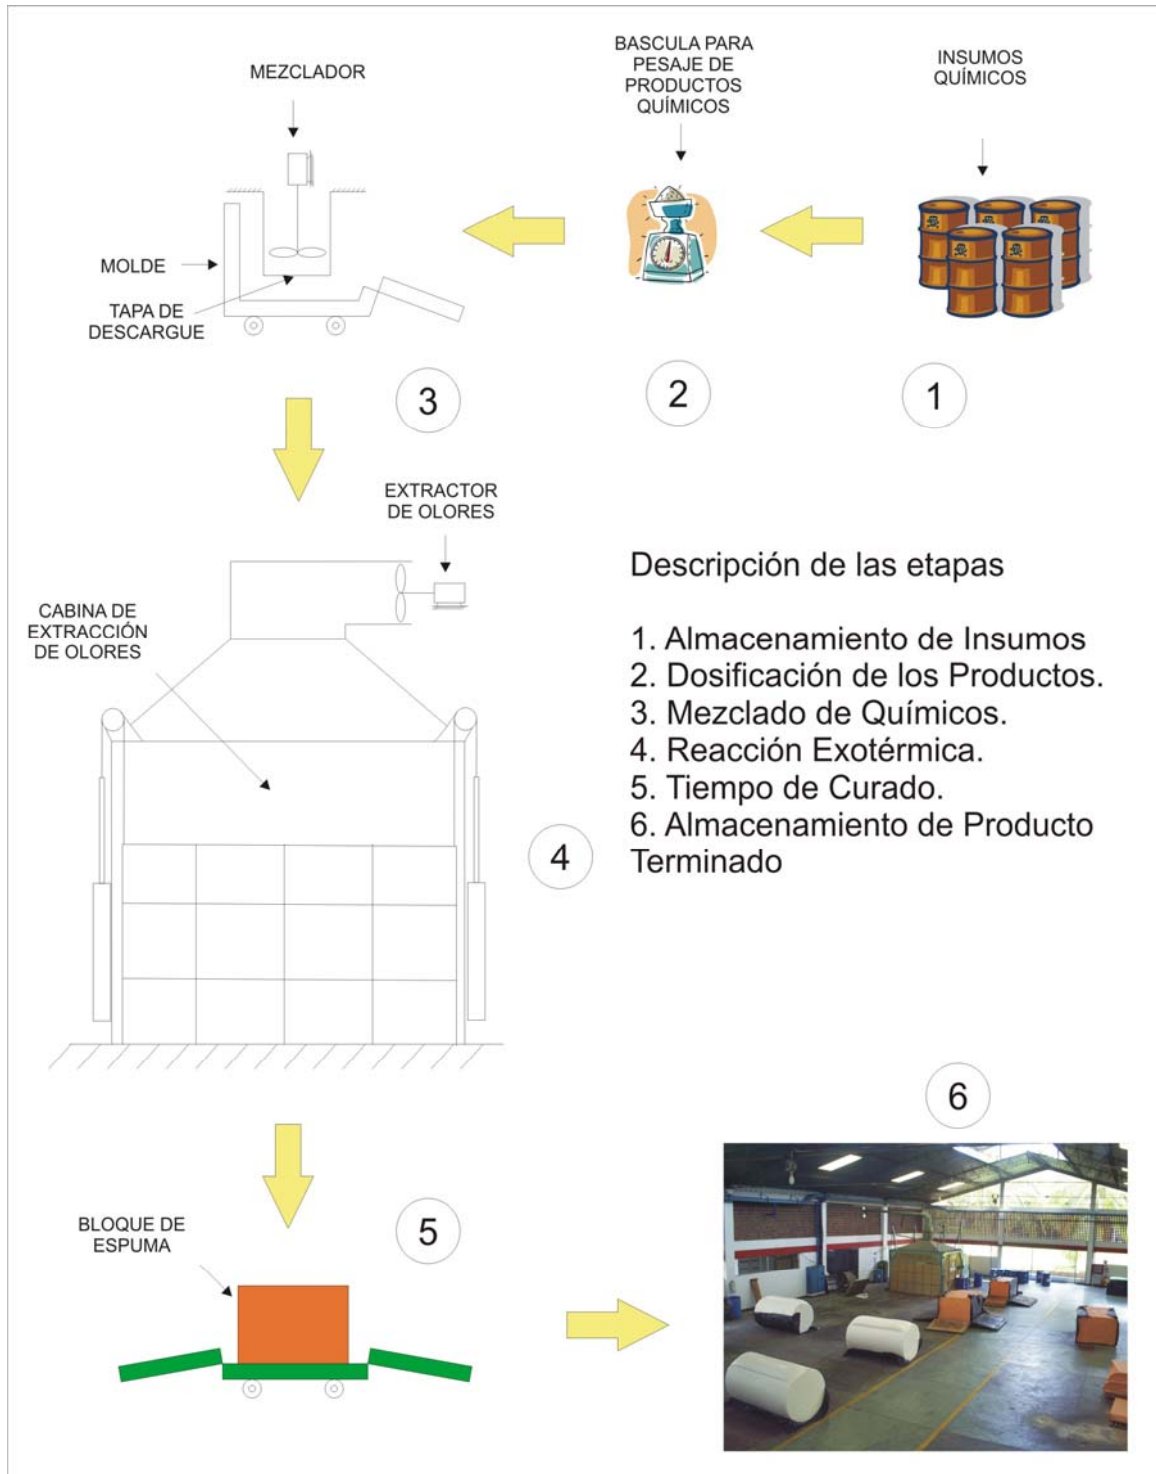 MEZCLADOR
BASCULA PARA
PESAJE DE
PRODUCTOS
QUÍMICOS
INSUMOS
QUÍMICOS
MOLDE
TAPA DE
DESCARGUE
3
2
1
EXTRACTOR
DE OLORES
CABINA DE
EXTRACCIÓN
DE OLORES
4
Descripción de las etapas
1. Almacenamiento de Insumos
2. Dosificación de los Productos.
3. Mezclado de Químicos.
4. Reacción Exotérmica.
5. Tiempo de Curado.
6. Almacenamiento de Producto
Terminado
6
BLOQUE DE
ESPUMA
5